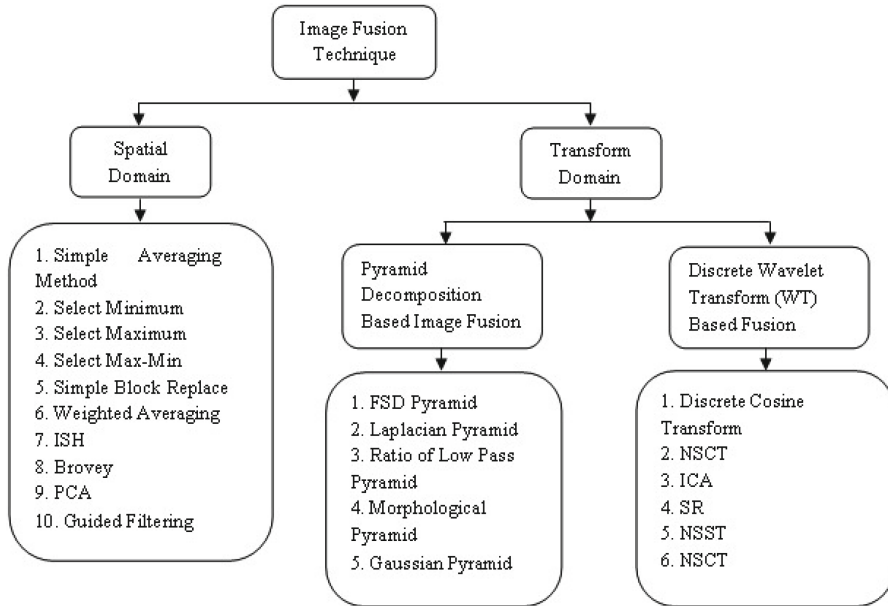 Image Fusion
Technique
Spatial
Domain
Transform
Domain
1. Simple Averaging
Method
2. Select Minimum
3. Select Maximum
4. Select Max-Min
5. Simple Block Replace
6. Weighted Averaging
7. ISH
8. Brovey
9. PCA
10. Guided Filtering
Pyramid
Decomposition
Based Image Fusion
Discrete Wavelet
Transform (WT)
Based Fusion
1. FSD Pyramid
2. Laplacian Pyramid
3. Ratio of Low Pass
Pyramid
4. Morphological
Pyramid
5. Gaussian Pyramid
1. Discrete Cosine
Transform
2. NSCT
3. ICA
4. SR
5. NSST
6. NSCT